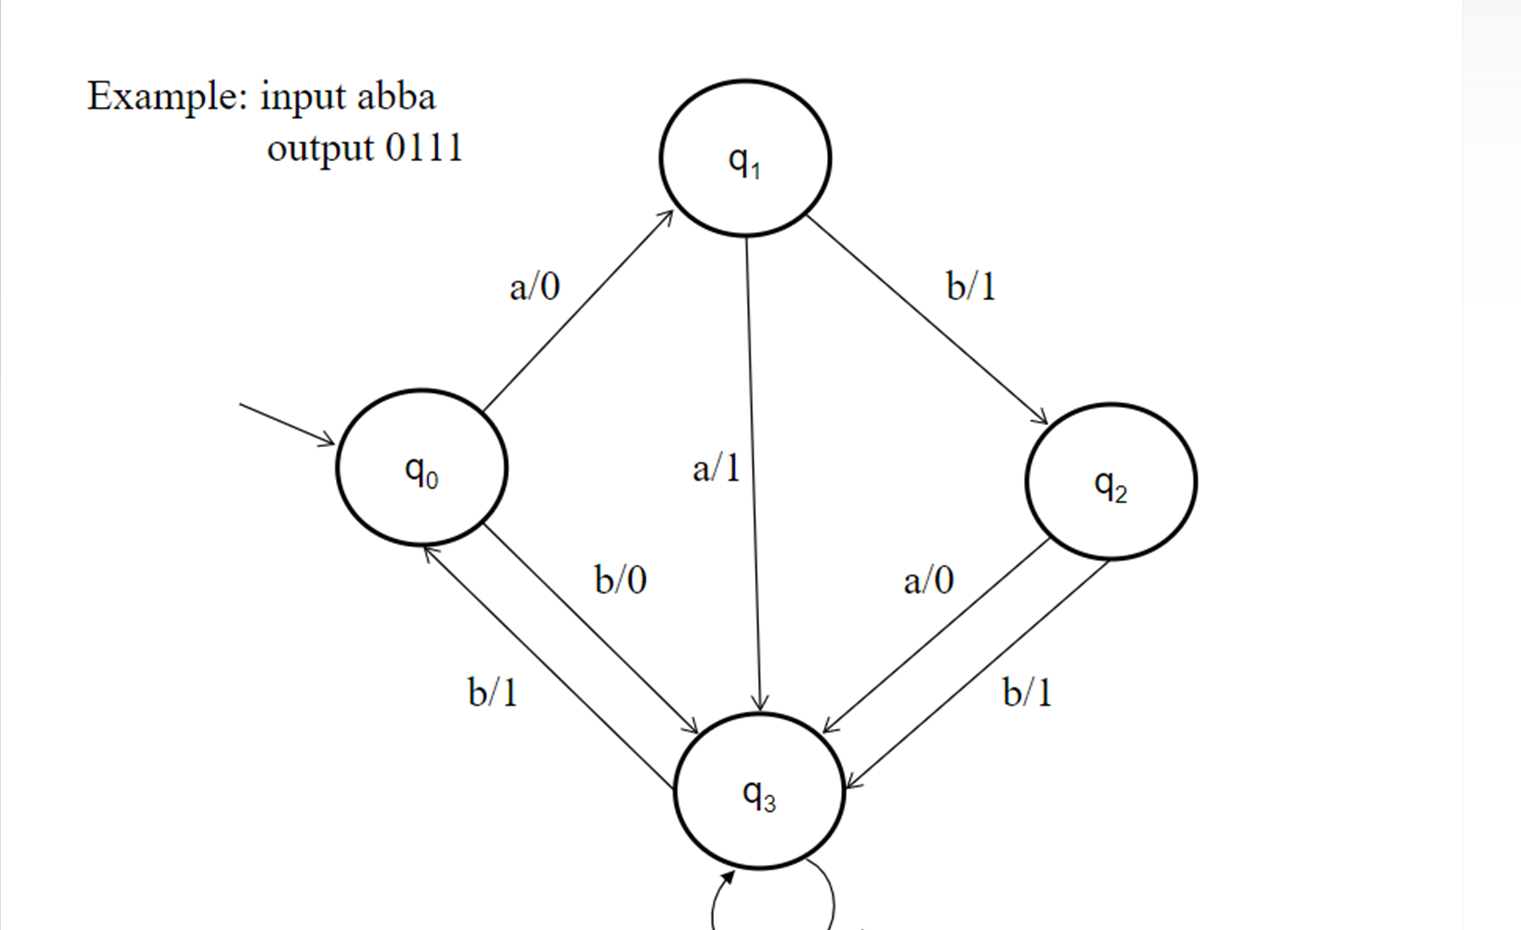 Example: input abba
output 0111
q₁
a/0
b/1
q₀
a/1
q₂
b/0
a/0
b/1
b/1
q₃